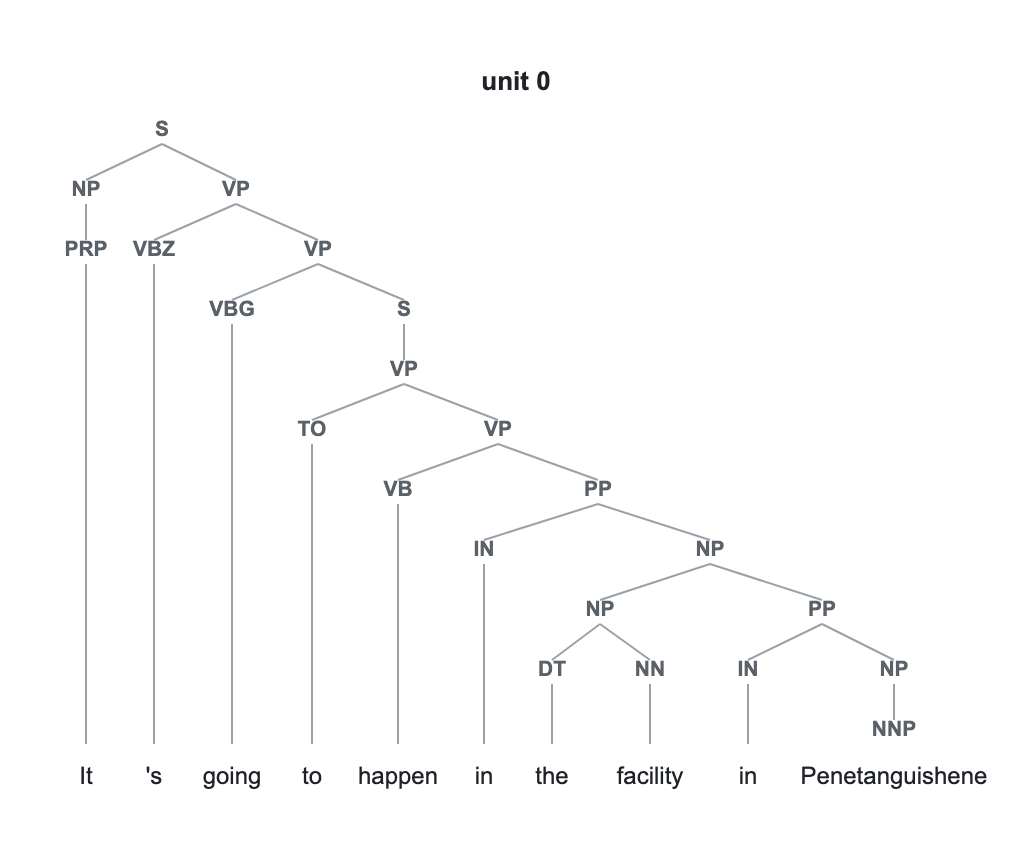 unit 0
S
NP VP
PRP VBZ VP
VBG S
VP
TO VP
VB PP
IN NP
NP PP
DT NN IN NP
NNP
It 's going to happen in the facility in Penetanguishene